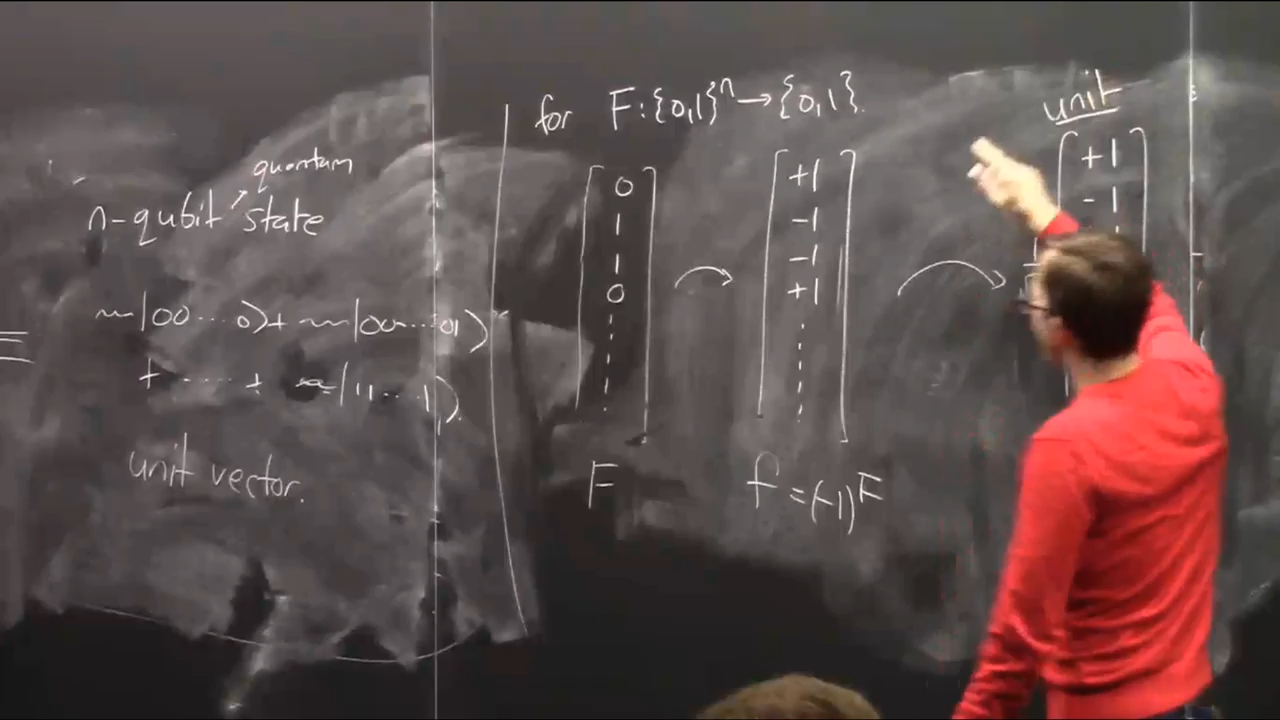 quantum
n-qubit state
|00....0⟩ + |00...01⟩
+ ..... + |11...1⟩
unit vector.
for F:{0,1}ⁿ→{0,1}.
0
1
1
0
F
+1
-1
-1
+1
f = (-1)^F
unit
+1
-1